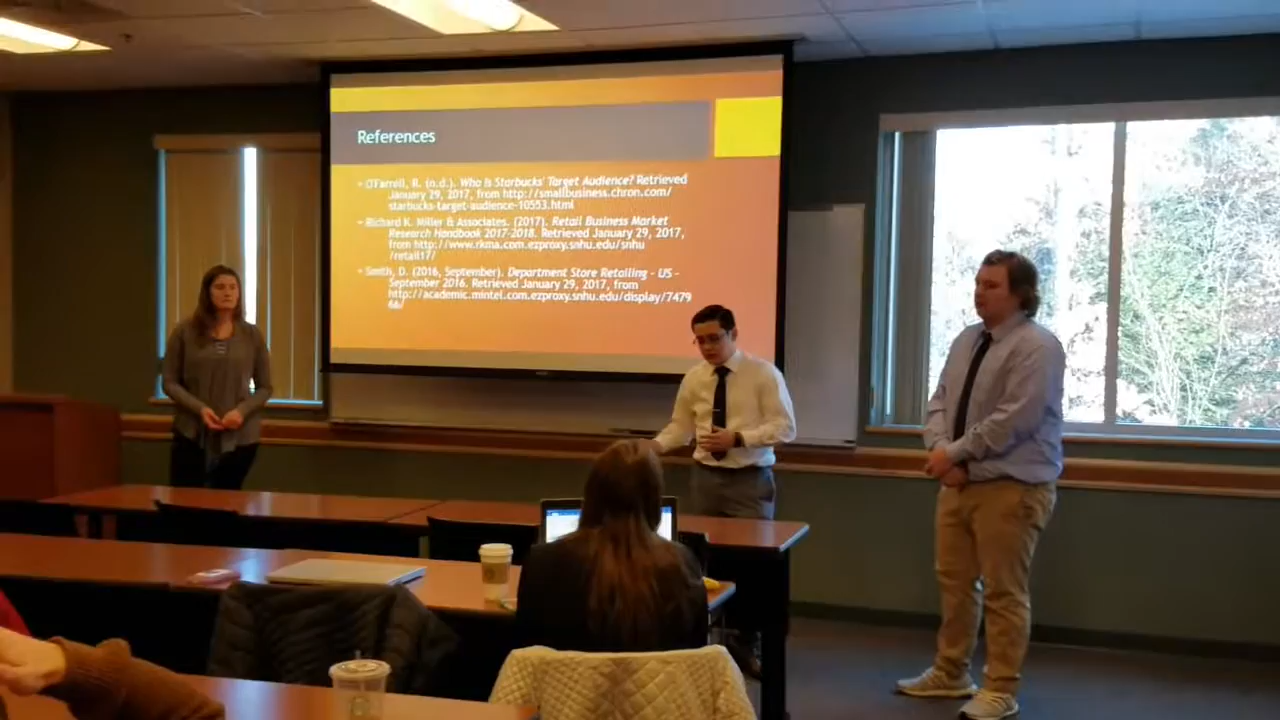 References
O'Farrell, R. (n.d.). Who Is Starbucks' Target Audience? Retrieved
January 29, 2017, from http://smallbusiness.chron.com/
starbucks-target-audience-10553.html
Richard K. Miller & Associates. (2017). Retail Business Market
Research Handbook 2017-2018. Retrieved January 29, 2017,
from http://www.rkma.com.ezproxy.snhu.edu/snhu
/retail17/
Smith, D. (2016, September). Department Store Retailing - US -
September 2016. Retrieved January 29, 2017, from
http://academic.mintel.com.ezproxy.snhu.edu/display/7479
66/